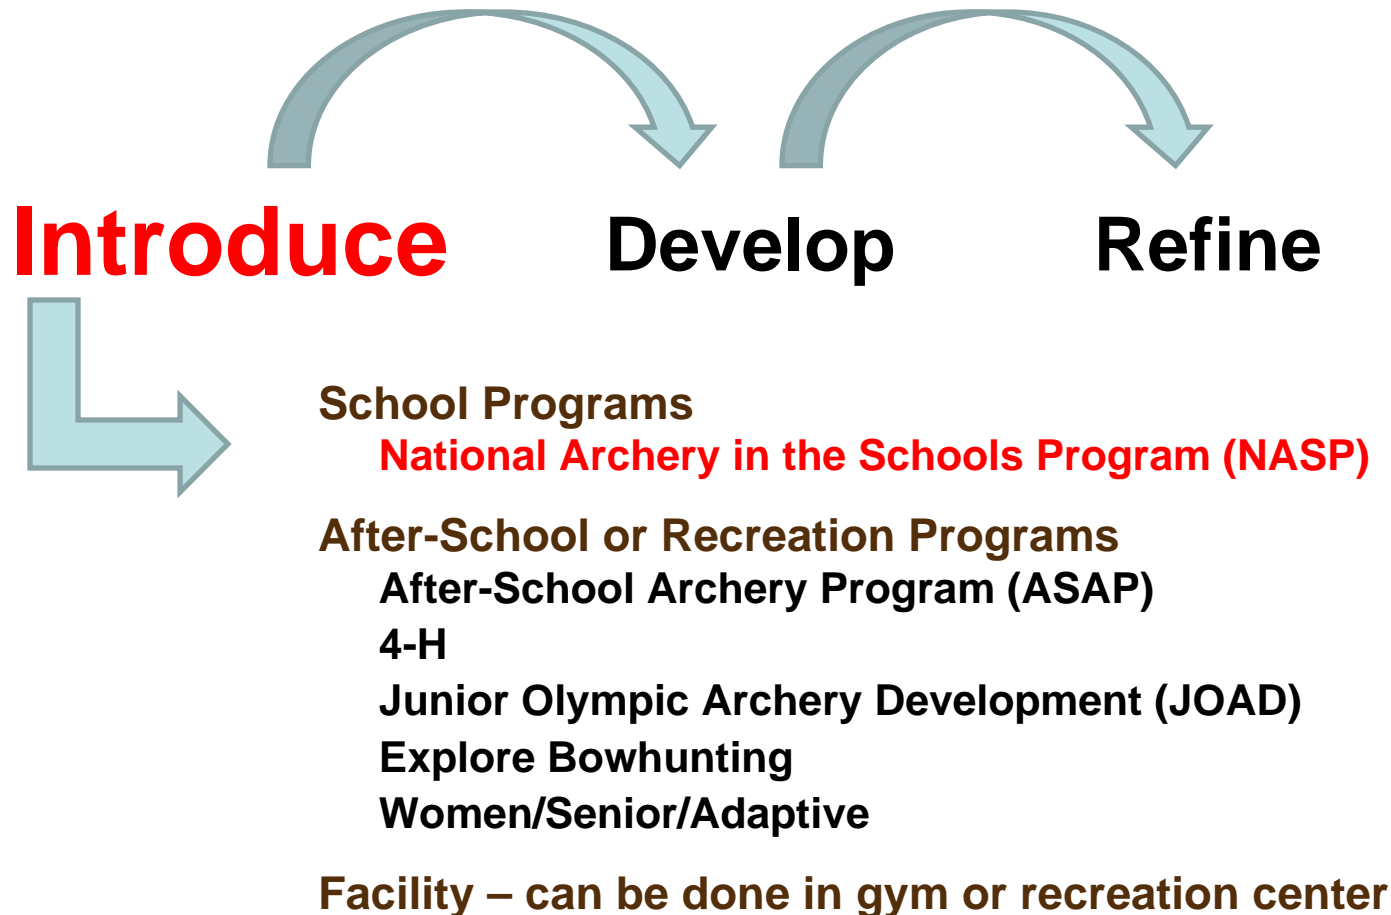 Introduce Develop Refine
School Programs
National Archery in the Schools Program (NASP)
After-School or Recreation Programs
After-School Archery Program (ASAP)
4-H
Junior Olympic Archery Development (JOAD)
Explore Bowhunting
Women/Senior/Adaptive
Facility – can be done in gym or recreation center